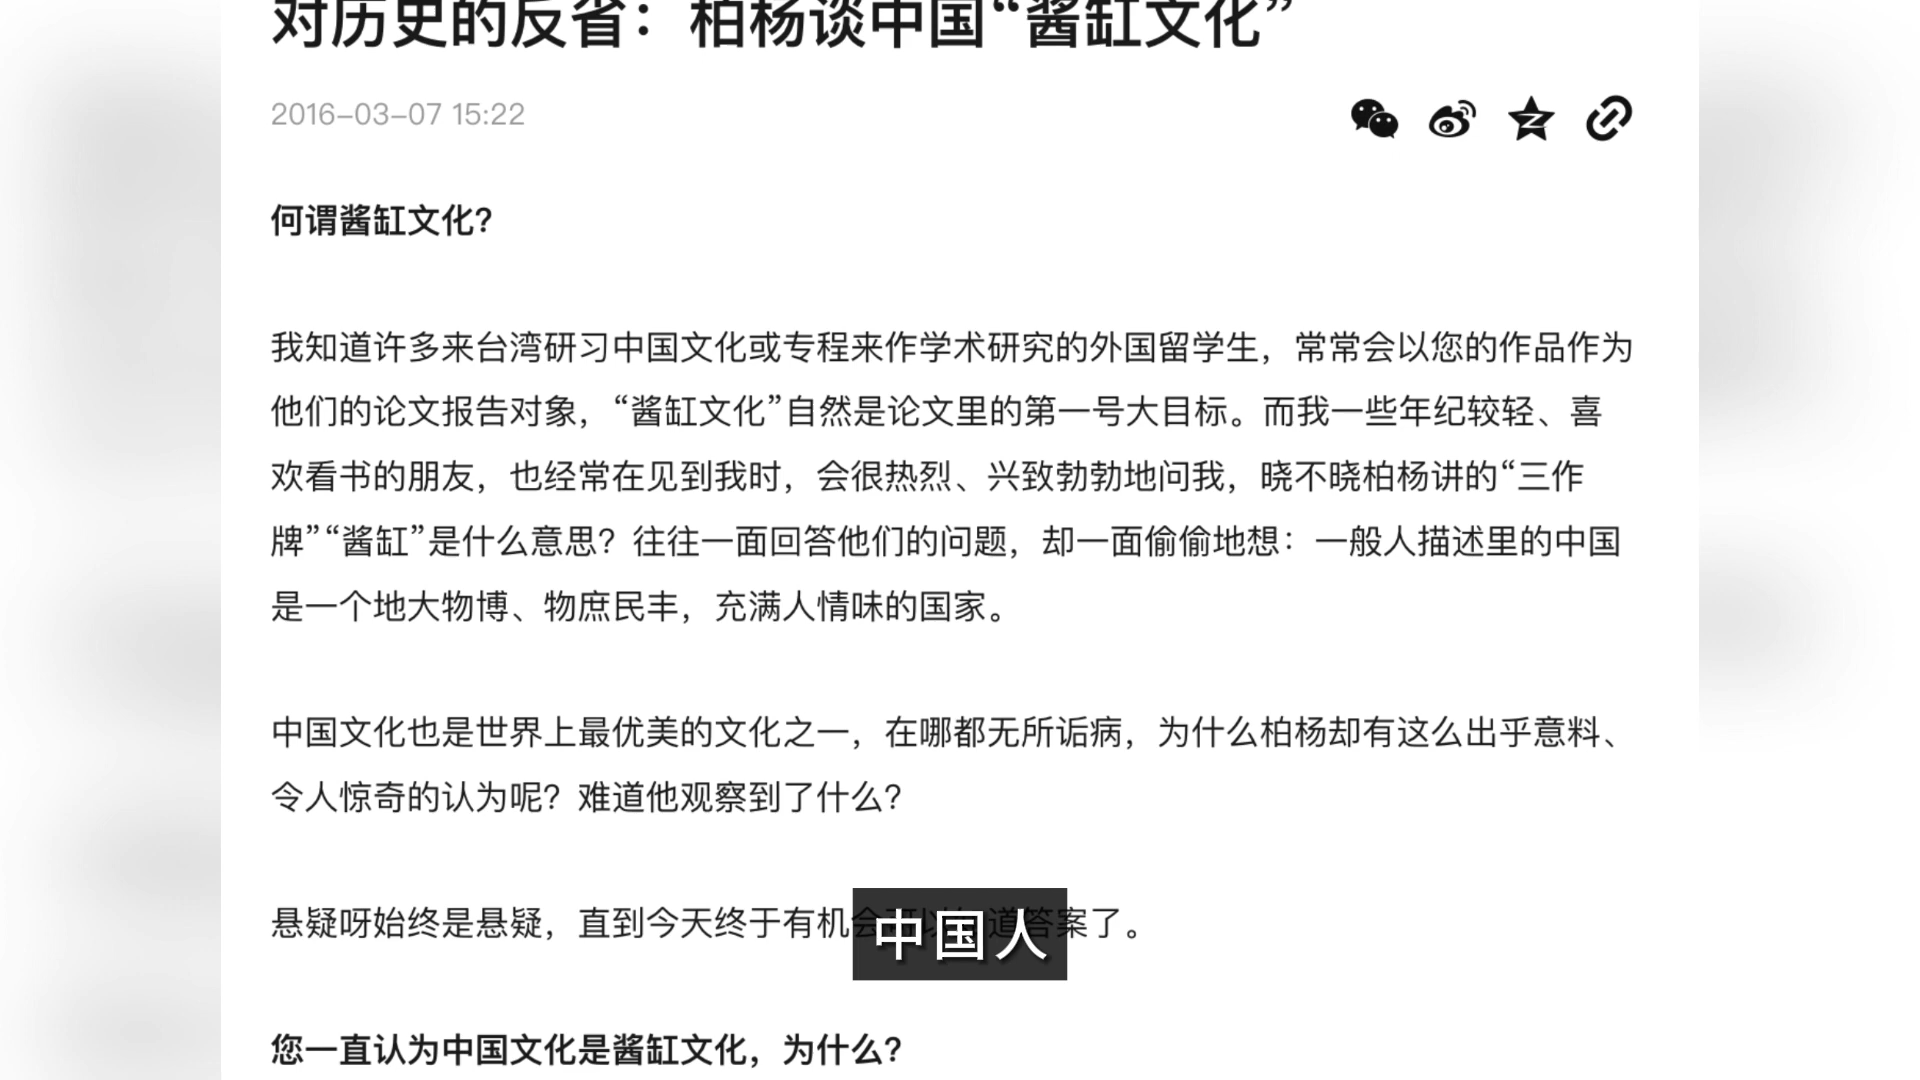 对历史的反省：柏杨谈中国“酱缸文化”
2016-03-07 15:22
何谓酱缸文化？
我知道许多来台湾研习中国文化或专程来作学术研究的外国留学生，常常会以您的作品作为
他们的论文报告对象，“酱缸文化”自然是论文里的第一号大目标。而我一些年纪较轻、喜
欢看书的朋友，也经常在见到我时，会很热烈、兴致勃勃地问我，晓不晓柏杨讲的“三作
牌”“酱缸”是什么意思？往往一面回答他们的问题，却一面偷偷地想：一般人描述里的中国
是一个地大物博、物庶民丰，充满人情味的国家。
中国文化也是世界上最优美的文化之一，在哪都无所诟病，为什么柏杨却有这么出乎意料、
令人惊奇的认为呢？难道他观察到了什么？
悬疑呀始终是悬疑，直到今天终于有机会可以 道答案了。
中国人
您一直认为中国文化是酱缸文化，为什么？